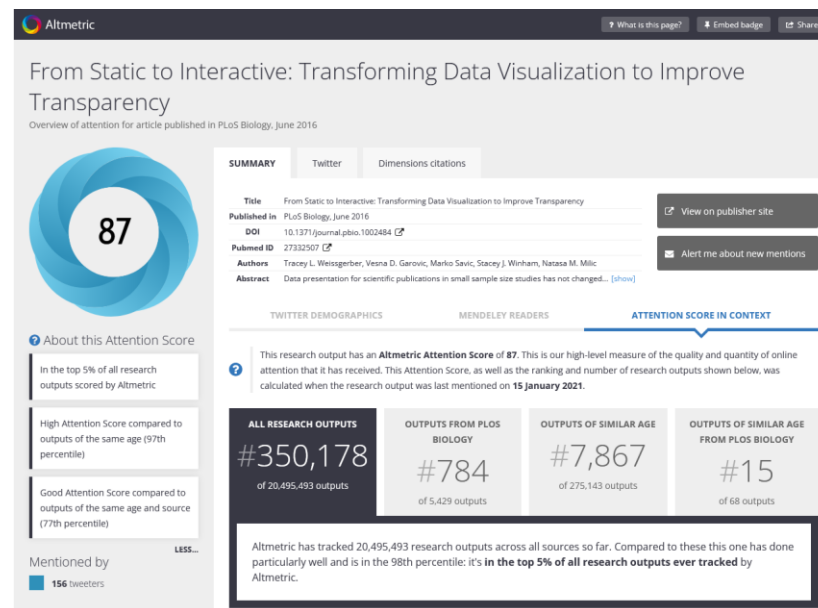 Altmetric
? What is this page?
Embed badge
Share
From Static to Interactive: Transforming Data Visualization to Improve
Transparency
Overview of attention for article published in PLoS Biology, June 2016
87
? About this Attention Score
In the top 5% of all research
outputs scored by Altmetric
High Attention Score compared to
outputs of the same age (97th
percentile)
Good Attention Score compared to
outputs of the same age and source
(77th percentile)
LESS...
Mentioned by
156 tweeters
SUMMARY
Twitter
Dimensions citations
Title From Static to Interactive: Transforming Data Visualization to Improve Transparency
Published in PLoS Biology, June 2016
DOI 10.1371/journal.pbio.1002484
Pubmed ID 27332507
Authors Tracey L. Weissgerber, Vesna D. Garovic, Marko Savic, Stacey J. Winham, Natasa M. Milic
Abstract Data presentation for scientific publications in small sample size studies has not changed... [show]
View on publisher site
Alert me about new mentions
TWITTER DEMOGRAPHICS
MENDELEY READERS
ATTENTION SCORE IN CONTEXT
?
This research output has an Altmetric Attention Score of 87. This is our high-level measure of the quality and quantity of online
attention that it has received. This Attention Score, as well as the ranking and number of research outputs shown below, was
calculated when the research output was last mentioned on 15 January 2021.
ALL RESEARCH OUTPUTS
#350,178
of 20,495,493 outputs
OUTPUTS FROM PLOS
BIOLOGY
#784
of 5,429 outputs
OUTPUTS OF SIMILAR AGE
#7,867
of 275,143 outputs
OUTPUTS OF SIMILAR AGE
FROM PLOS BIOLOGY
#15
of 68 outputs
Altmetric has tracked 20,495,493 research outputs across all sources so far. Compared to these this one has done
particularly well and is in the 98th percentile: it's in the top 5% of all research outputs ever tracked by
Altmetric.